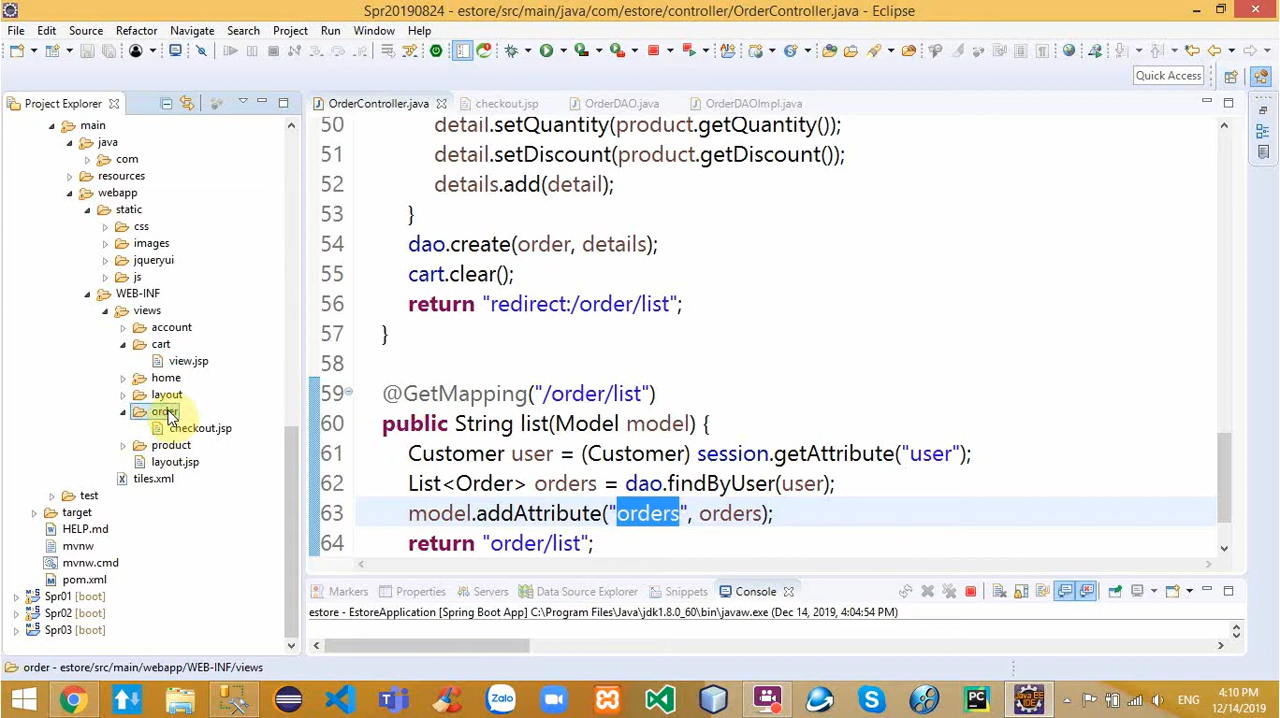 Spr20190824 - estore/src/main/java/com/estore/controller/OrderController.java - Eclipse
File Edit Source Refactor Navigate Search Project Run Window Help
Quick Access
Project Explorer
OrderController.java checkout.jsp OrderDAO.java OrderDAOImpl.java
main
java
com
resources
webapp
static
css
images
jqueryui
js
WEB-INF
views
account
cart
view.jsp
home
layout
order
checkout.jsp
product
layout.jsp
tiles.xml
test
target
HELP.md
mvnw
mvnw.cmd
pom.xml
Spr01 [boot]
Spr02 [boot]
Spr03 [boot]
50 detail.setQuantity(product.getQuantity());
51 detail.setDiscount(product.getDiscount());
52 details.add(detail);
53 }
54 dao.create(order, details);
55 cart.clear();
56 return "redirect:/order/list";
57 }
58
59 @GetMapping("/order/list")
60 public String list(Model model) {
61 Customer user = (Customer) session.getAttribute("user");
62 List<Order> orders = dao.findByUser(user);
63 model.addAttribute("orders", orders);
64 return "order/list";
Markers Properties Servers Data Source Explorer Snippets Console
estore - EstoreApplication [Spring Boot App] C:\Program Files\Java\jdk1.8.0_60\bin\javaw.exe (Dec 14, 2019, 4:04:54 PM)
order - estore/src/main/webapp/WEB-INF/views
Zalo
PC
ENG
4:10 PM
12/14/2019